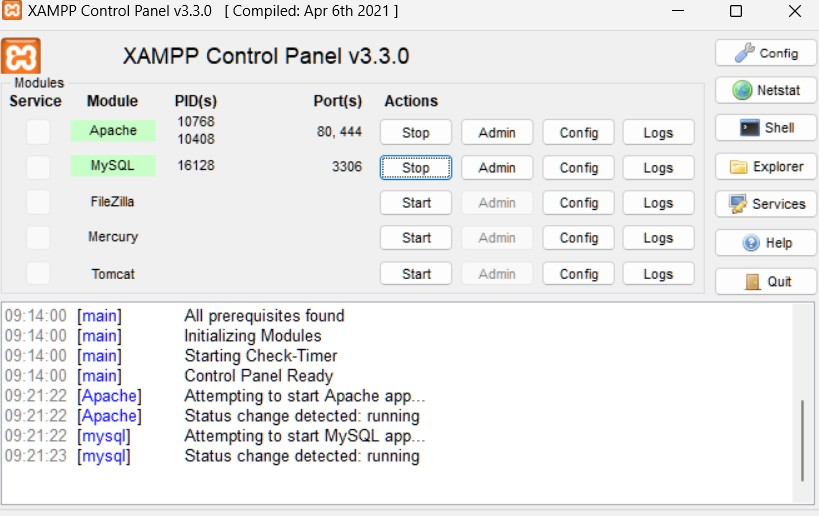 XAMPP Control Panel v3.3.0 [ Compiled: Apr 6th 2021 ]
XAMPP Control Panel v3.3.0
Config
Modules
Service Module PID(s) Port(s) Actions
Netstat
Apache 10768 10408 80, 444 Stop Admin Config Logs
Shell
MySQL 16128 3306 Stop Admin Config Logs
Explorer
FileZilla Start Admin Config Logs
Services
Mercury Start Admin Config Logs
Help
Tomcat Start Admin Config Logs
Quit
09:14:00 [main] All prerequisites found
09:14:00 [main] Initializing Modules
09:14:00 [main] Starting Check-Timer
09:14:00 [main] Control Panel Ready
09:21:22 [Apache] Attempting to start Apache app...
09:21:22 [Apache] Status change detected: running
09:21:22 [mysql] Attempting to start MySQL app...
09:21:23 [mysql] Status change detected: running